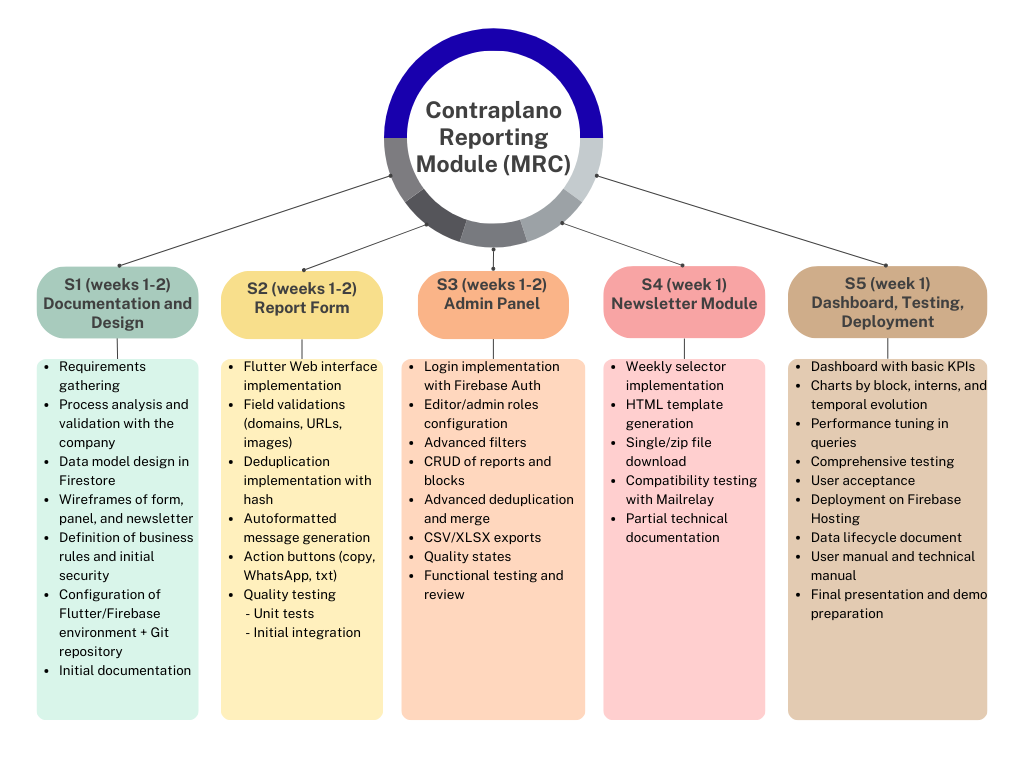 Contraplano
Reporting
Module (MRC)
S1 (weeks 1-2)
Documentation and
Design
• Requirements
gathering
• Process analysis and
validation with the
company
• Data model design in
Firestore
• Wireframes of form,
panel, and newsletter
• Definition of business
rules and initial
security
• Configuration of
Flutter/Firebase
environment + Git
repository
• Initial documentation
S2 (weeks 1-2)
Report Form
• Flutter Web interface
implementation
• Field validations
(domains, URLs,
images)
• Deduplication
implementation with
hash
• Autoformatted
message generation
• Action buttons (copy,
WhatsApp, txt)
• Quality testing
- Unit tests
- Initial integration
S3 (weeks 1-2)
Admin Panel
• Login implementation
with Firebase Auth
• Editor/admin roles
configuration
• Advanced filters
• CRUD of reports and
blocks
• Advanced deduplication
and merge
• CSV/XLSX exports
• Quality states
• Functional testing and
review
S4 (week 1)
Newsletter Module
• Weekly selector
implementation
• HTML template
generation
• Single/zip file
download
• Compatibility testing
with Mailrelay
• Partial technical
documentation
S5 (week 1)
Dashboard, Testing,
Deployment
• Dashboard with basic KPIs
• Charts by block, interns, and
temporal evolution
• Performance tuning in
queries
• Comprehensive testing
• User acceptance
• Deployment on Firebase
Hosting
• Data lifecycle document
• User manual and technical
manual
• Final presentation and demo
preparation